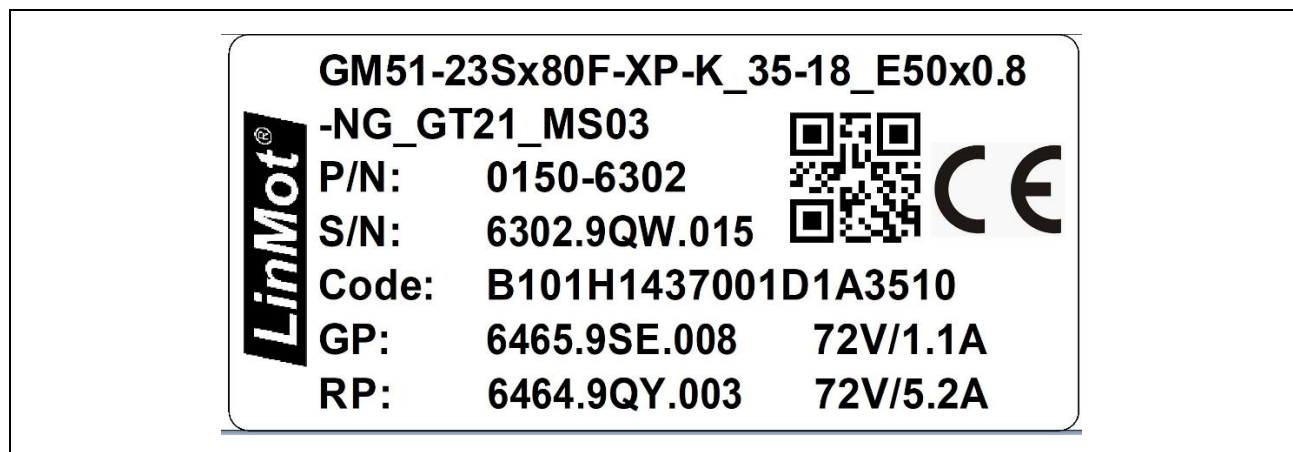 GM51-23Sx80F-XP-K_35-18_E50x0.8
-NG_GT21_MS03
LinMot®
P/N: 0150-6302
CE
S/N: 6302.9QW.015
Code: B101H1437001D1A3510
GP: 6465.9SE.008 72V/1.1A
RP: 6464.9QY.003 72V/5.2A